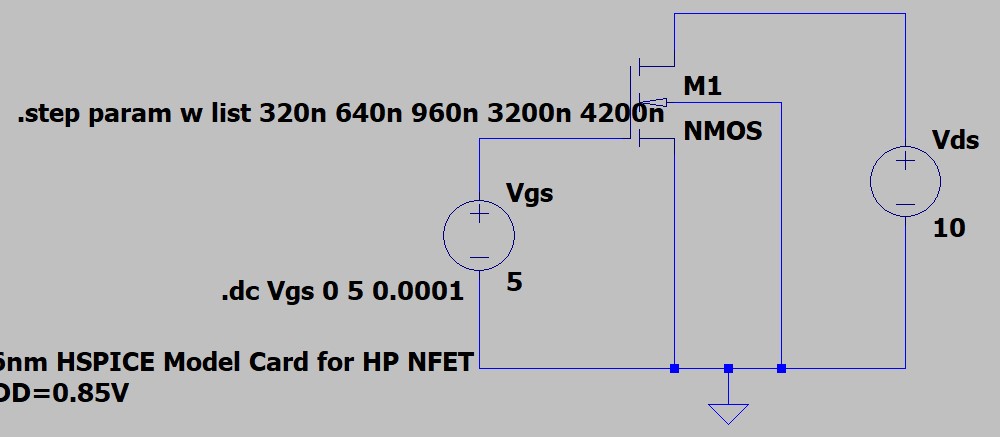 .step param w list 320n 640n 960n 3200n 4200n
M1
NMOS
Vds
10
Vgs
5
.dc Vgs 0 5 0.0001
nm HSPICE Model Card for HP NFET
DD=0.85V